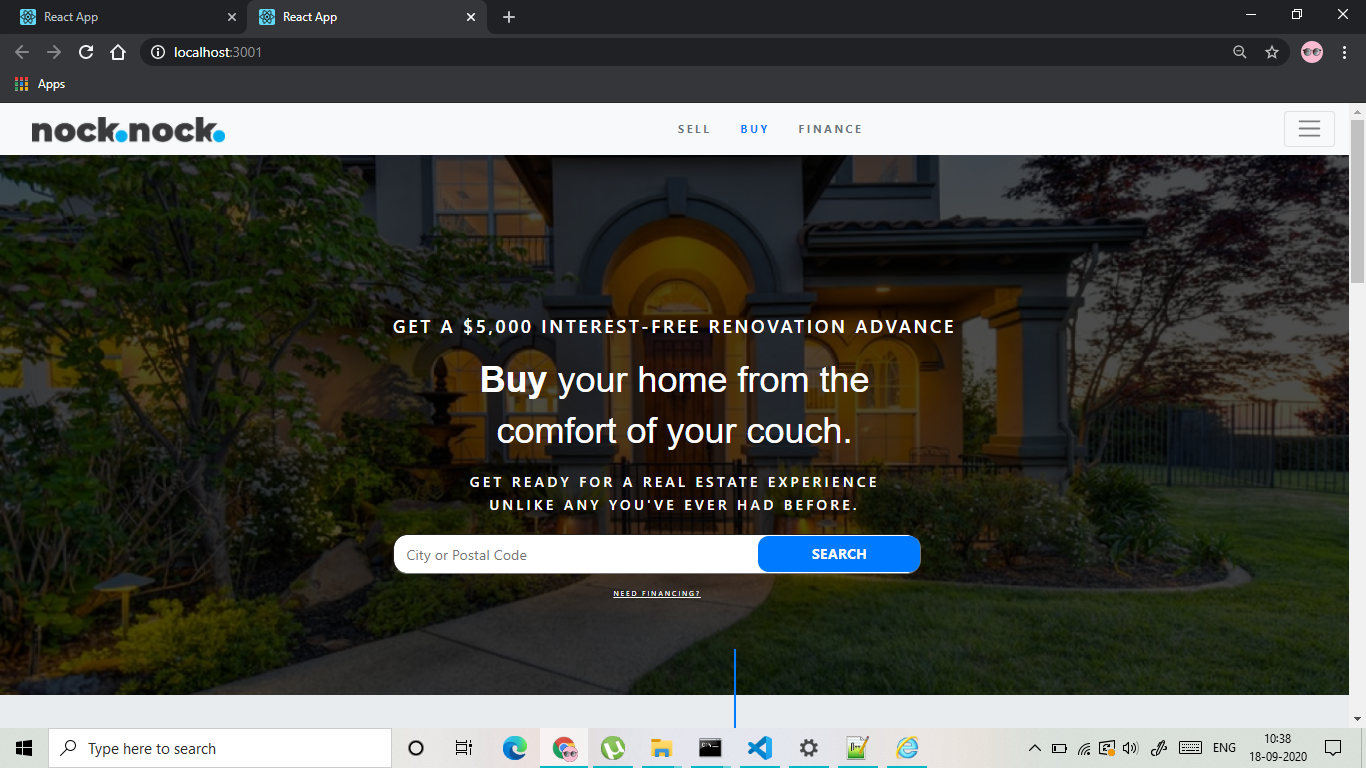 React App
React App
localhost:3001
Apps
nock.nock.
SELL BUY FINANCE
GET A $5,000 INTEREST-FREE RENOVATION ADVANCE
Buy your home from the
comfort of your couch.
GET READY FOR A REAL ESTATE EXPERIENCE
UNLIKE ANY YOU'VE EVER HAD BEFORE.
City or Postal Code
SEARCH
NEED FINANCING?
Type here to search
ENG
10:38
18-09-2020